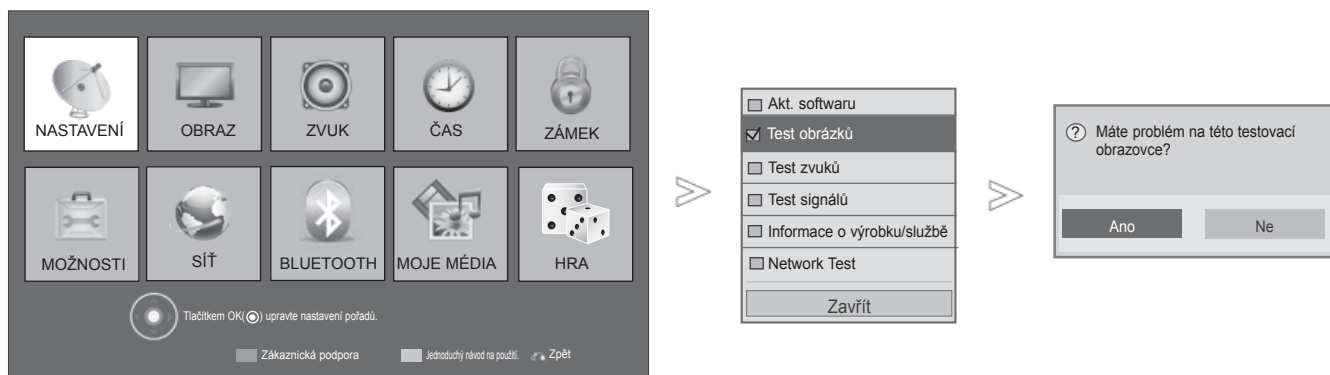 NASTAVENÍ
OBRAZ
ZVUK
ČAS
ZÁMEK
MOŽNOSTI
SÍŤ
BLUETOOTH
MOJE MÉDIA
HRA
Tlačítkem OK(◉) upravte nastavení pořadů.
Zákaznická podpora
Jednoduchý návod na použití.
Zpět
Akt. softwaru
Test obrázků
Test zvuků
Test signálů
Informace o výrobku/službě
Network Test
Zavřít
? Máte problém na této testovací
obrazovce?
Ano
Ne